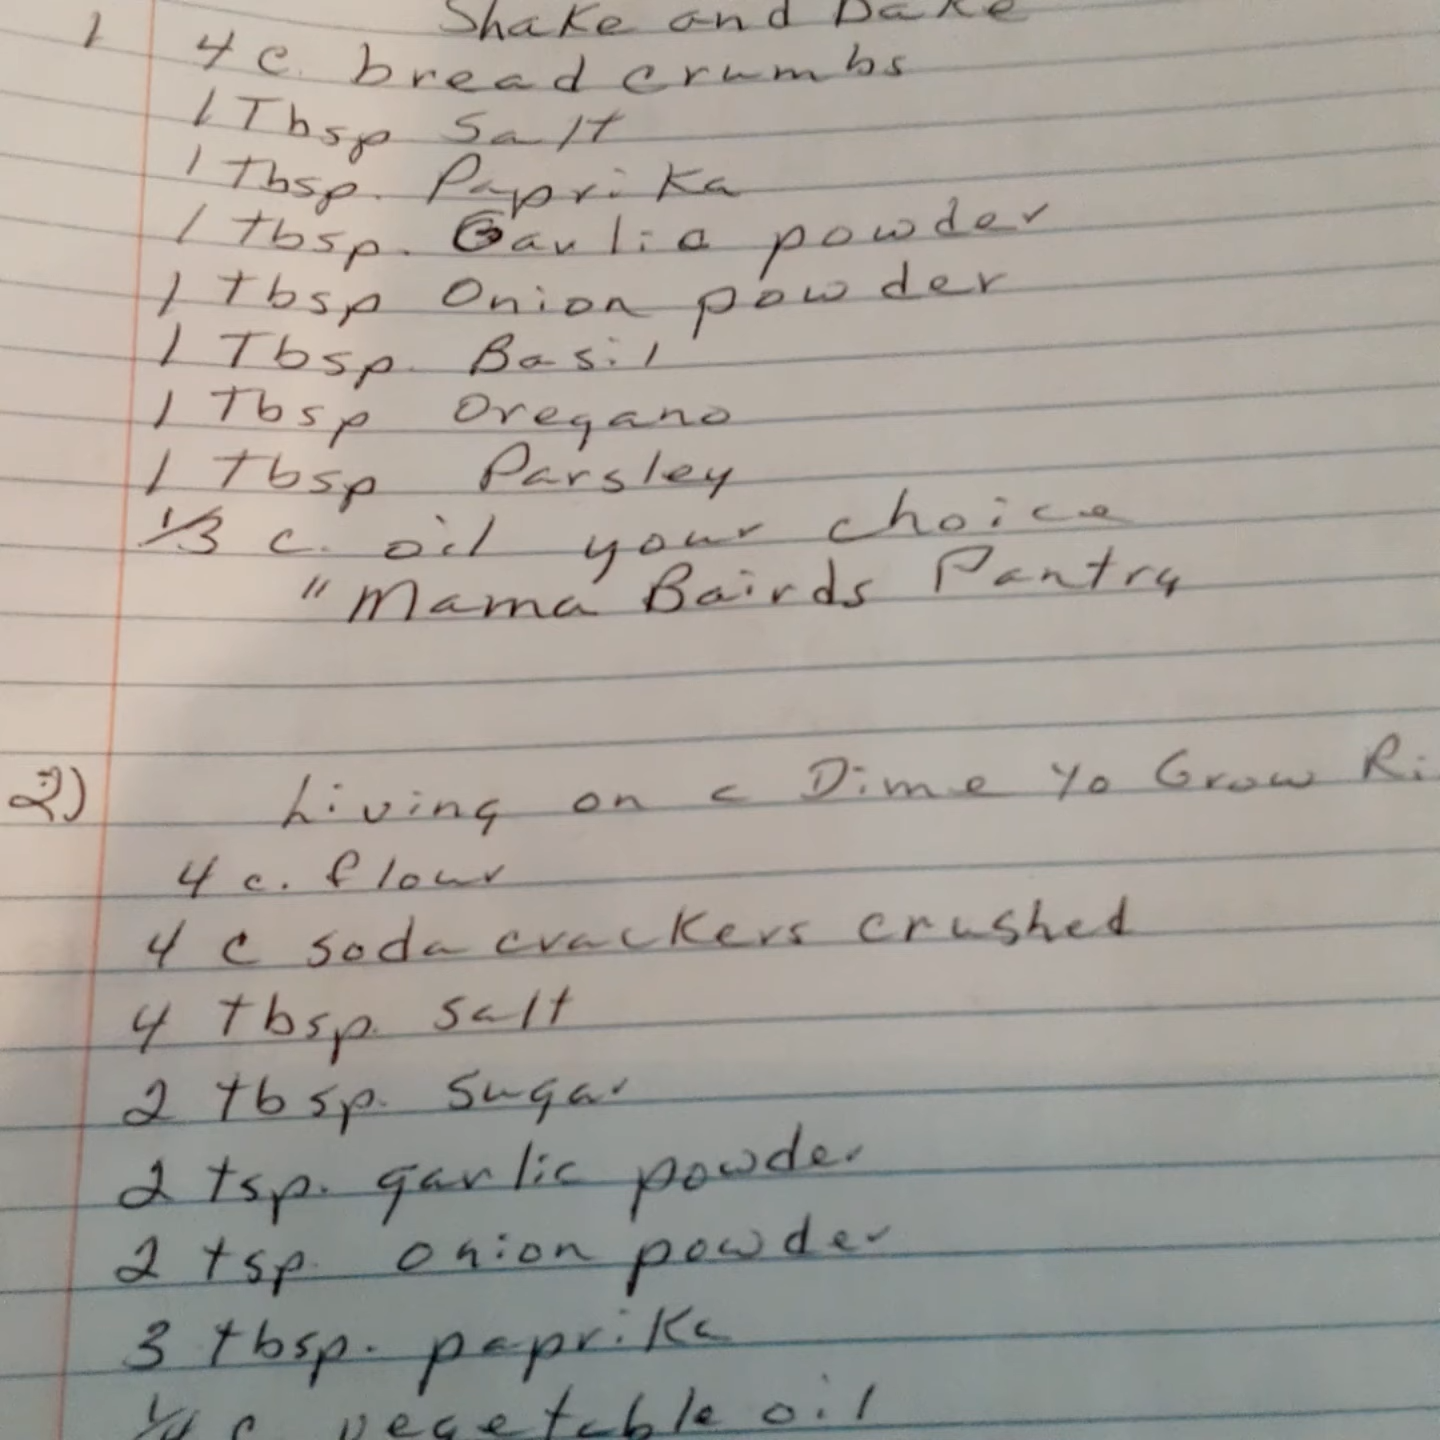 Shake and Bake
1 4 c. bread crumbs
1 Tbsp Salt
1 Tbsp. Paprika
1 Tbsp. Garlic powder
1 Tbsp Onion powder
1 Tbsp. Basil
1 Tbsp Oregano
1 Tbsp Parsley
1/3 c. oil your choice
"Mama Bairds Pantry
2) Living on a Dime To Grow Ri
4 c. flour
4 c soda crackers crushed
4 tbsp. salt
2 tbsp. sugar
2 tsp. garlic powder
2 tsp. onion powder
3 tbsp. paprika
1/4 c vegetable oil